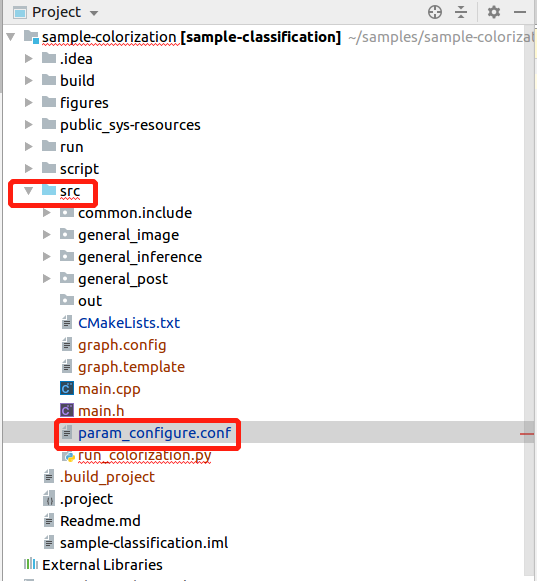 Project
sample-colorization [sample-classification] ~/samples/sample-colorizat
.idea
build
figures
public_sys-resources
run
script
src
common.include
general_image
general_inference
general_post
out
CMakeLists.txt
graph.config
graph.template
main.cpp
main.h
param_configure.conf
run_colorization.py
.build_project
.project
Readme.md
sample-classification.iml
External Libraries